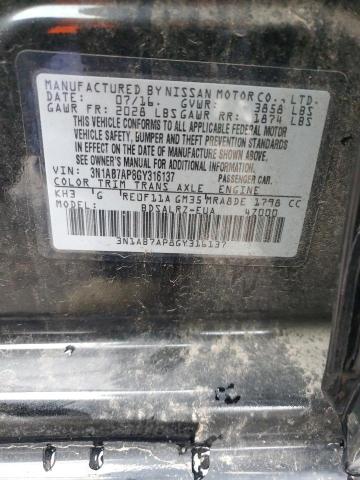 MANUFACTURED BY NISSAN MOTOR CO., LTD.
DATE: 07/16. GVWR: 3858 LBS
GAWR FR: 2028 LBS GAWR RR: 1874 LBS
THIS VEHICLE CONFORMS TO ALL APPLICABLE FEDERAL MOTOR
VEHICLE SAFETY, BUMPER AND THEFT PREVENTION STANDARDS
IN EFFECT ON THE DATE OF MANUFACTURE SHOWN ABOVE.
SEE OWNER'S MANUAL FOR ADDITIONAL INFORMATION.
VIN: 3N1AB7AP8GY316137 PASSENGER CAR.
COLOR TRIM TRANS AXLE ENGINE
KH3 G RE0F11A GM35 MRA8DE 1798 CC
MODEL: BDSALRZ-EUA 47000
3N1AB7AP8GY316137